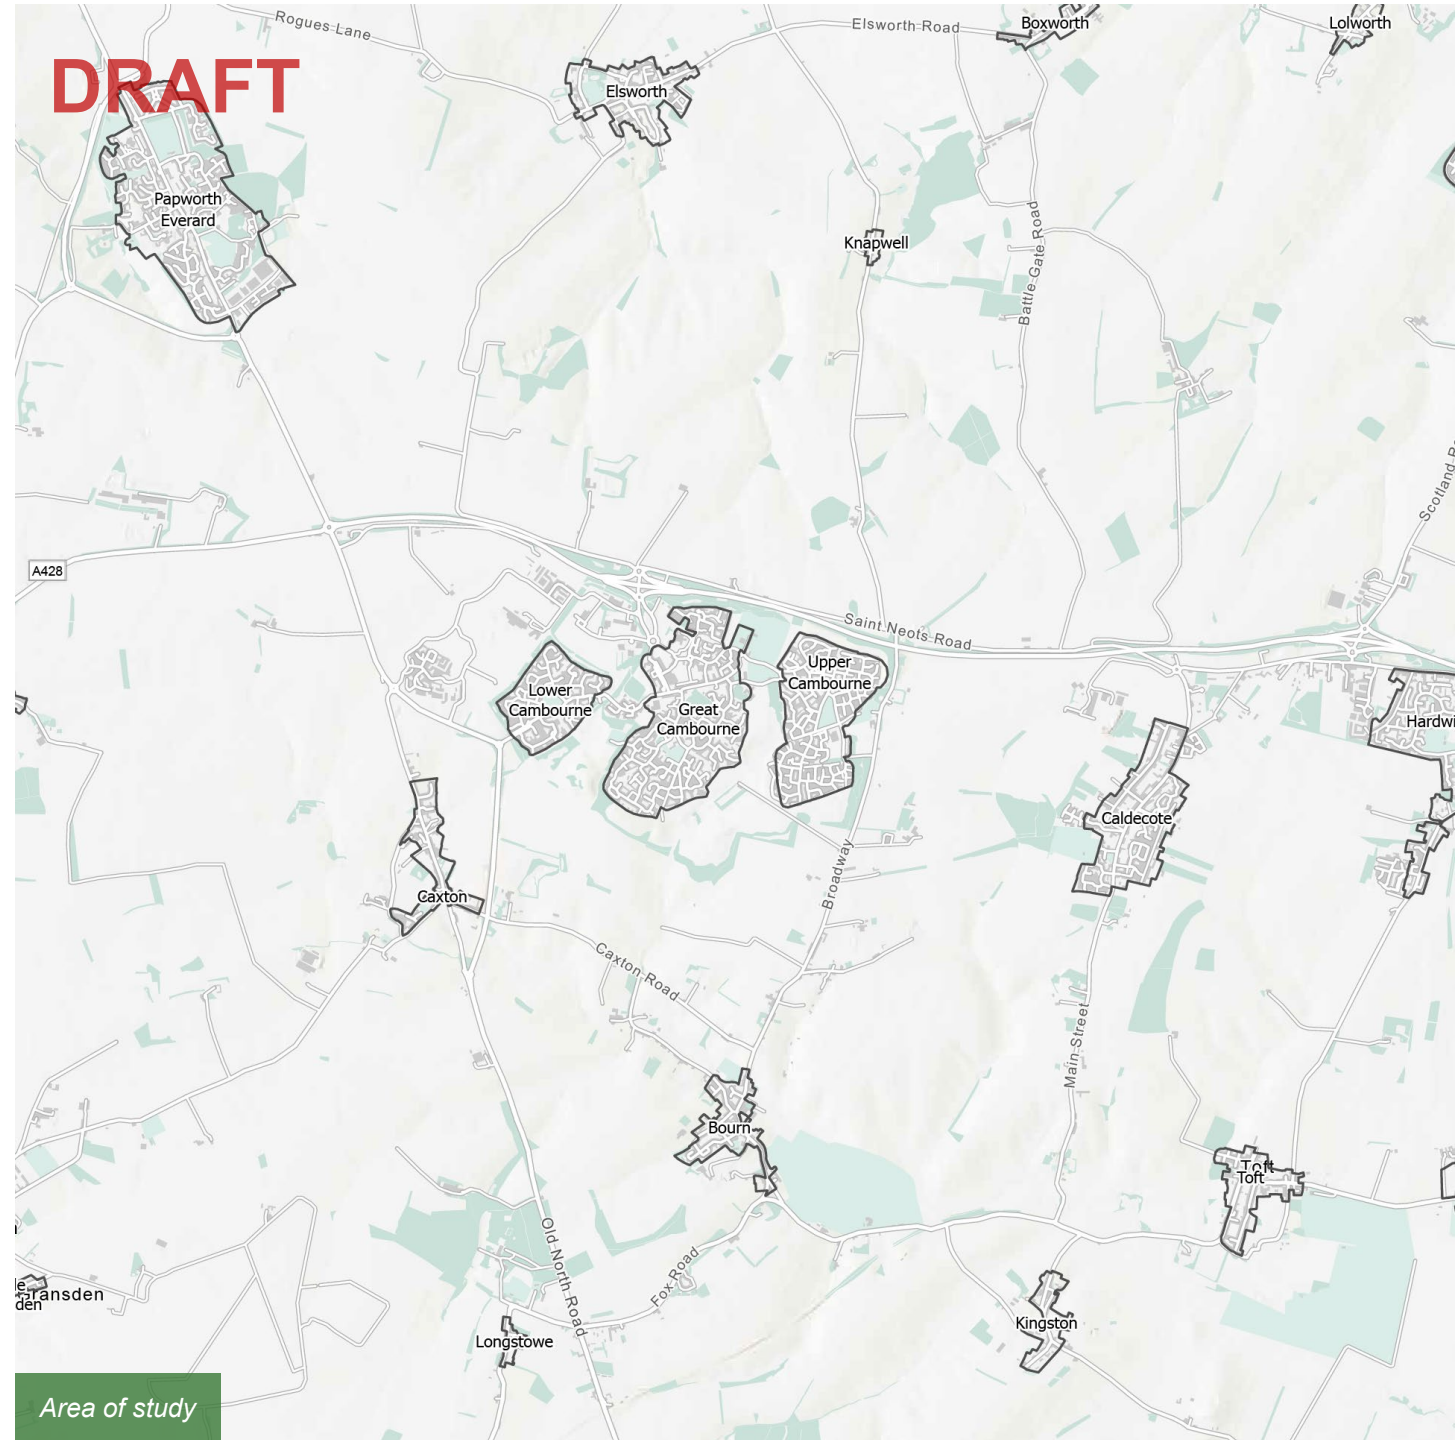 Rogues Lane
Elsworth Road
Boxworth
Lolworth
DRAFT
Elsworth
Papworth
Everard
Knapwell
Battle Gate Road
Scotland
A428
Saint Neots Road
Upper
Cambourne
Lower
Cambourne
Great
Cambourne
Hardwi
Caldecote
Broadway
Caxton
Caxton Road
Main Street
Bourn
Toft
Toft
Old North Road
Fox Road
den
ransden
Kingston
Longstowe
Area of study